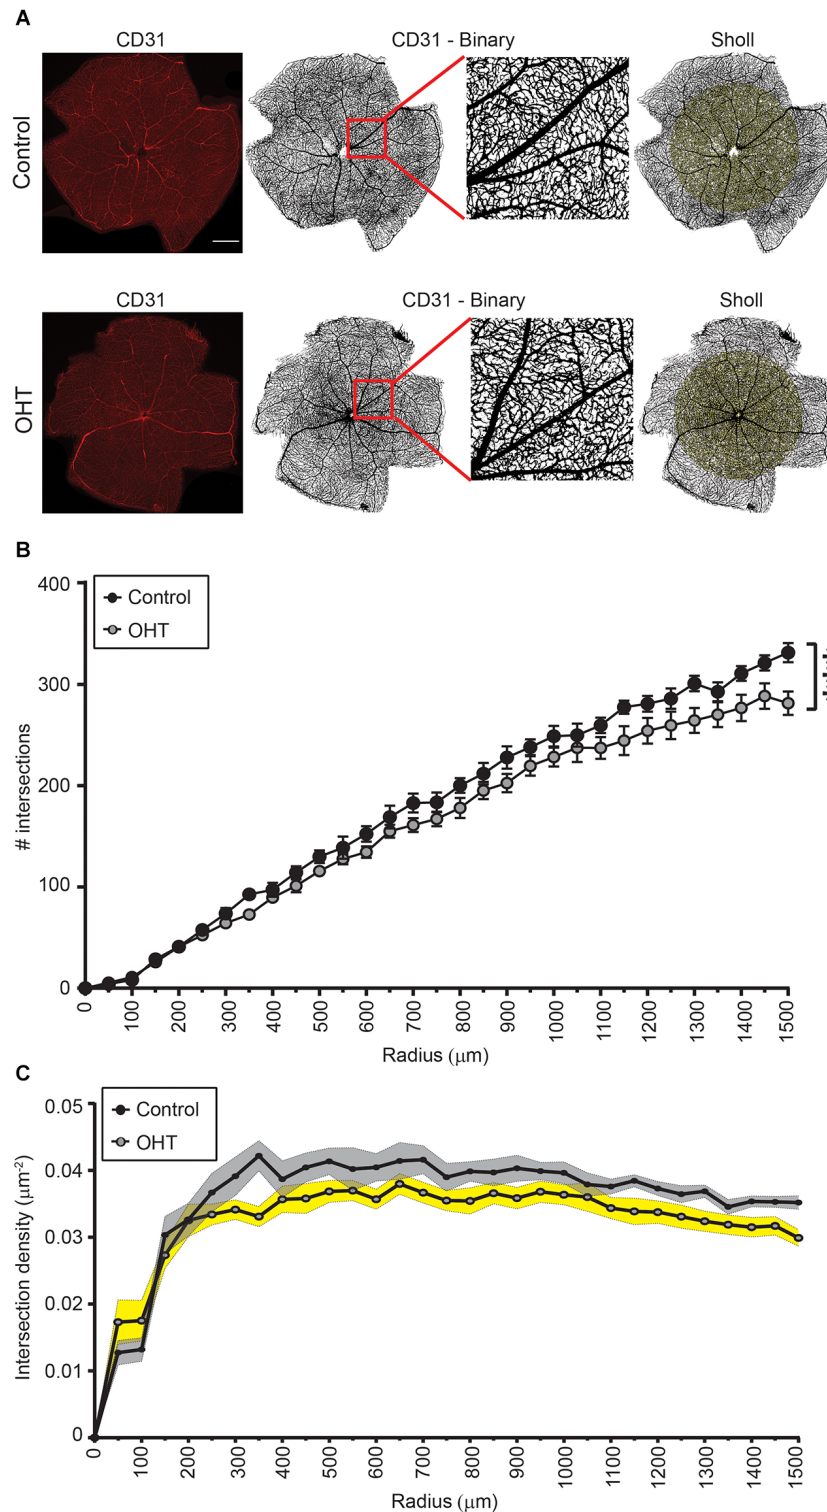 A
CD31
CD31 - Binary
Sholl
Control
CD31
CD31 - Binary
Sholl
OHT
B
400
300
200
100
0
# intersections
Control
OHT
0
100
200
300
400
500
600
700
800
900
1000
1100
1200
1300
1400
1500
Radius (μm)
C
0.05
0.04
0.03
0.02
0.01
0
Intersection density (μm-2)
Control
OHT
0
100
200
300
400
500
600
700
800
900
1000
1100
1200
1300
1400
1500
Radius (μm)